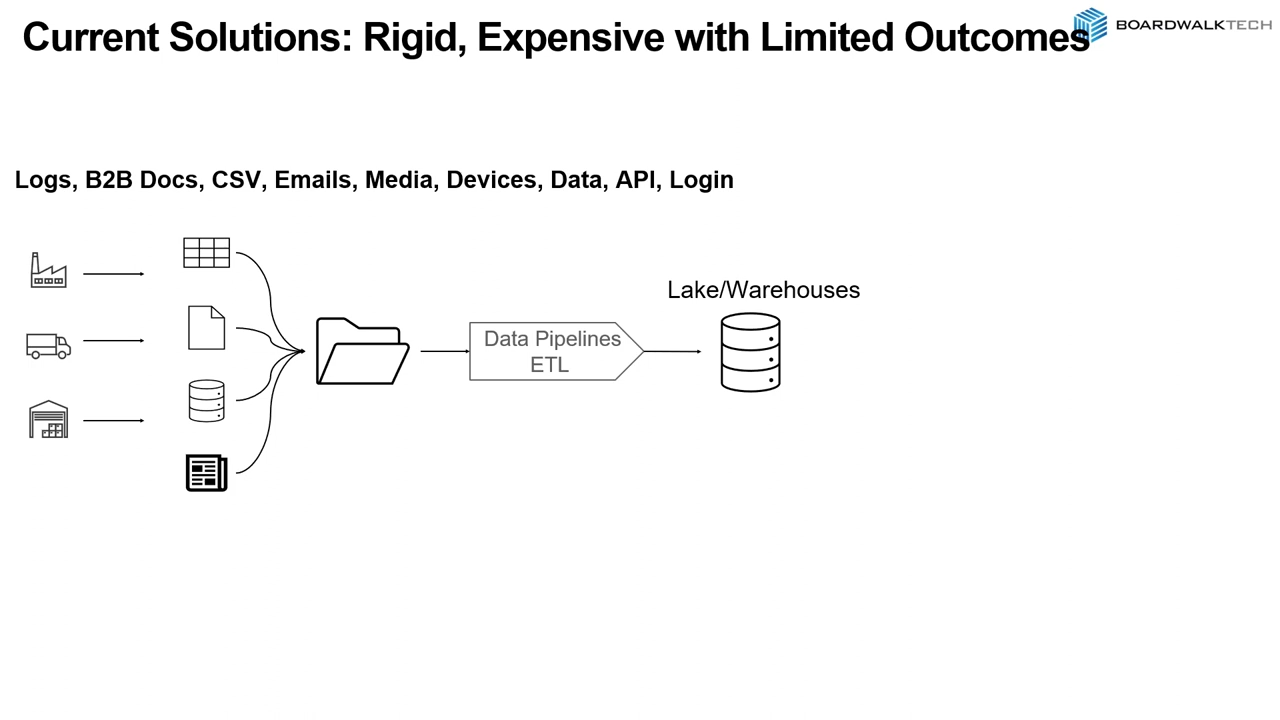 Current Solutions: Rigid, Expensive with Limited Outcomes
BOARDWALKTECH
Logs, B2B Docs, CSV, Emails, Media, Devices, Data, API, Login
Lake/Warehouses
Data Pipelines
ETL